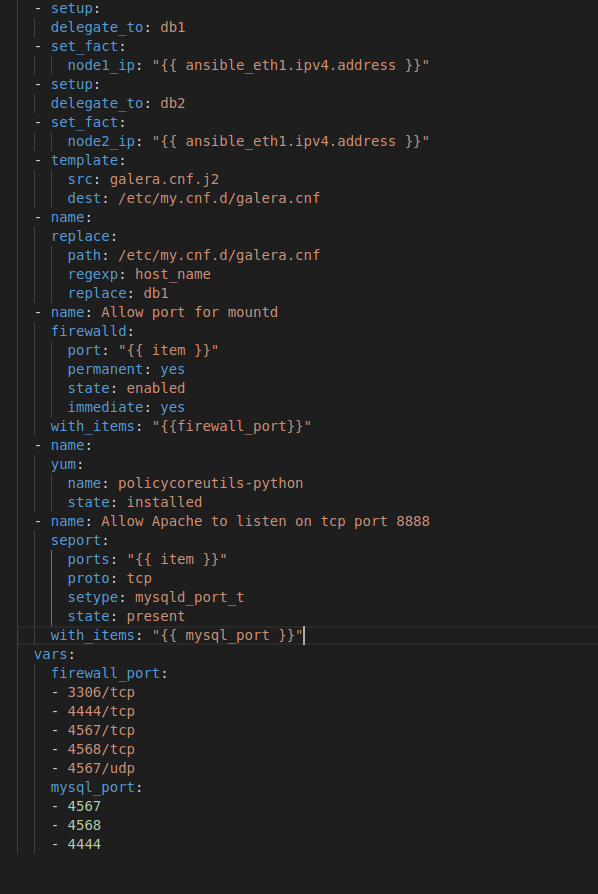 - setup:
  delegate_to: db1
- set_fact:
    node1_ip: "{{ ansible_eth1.ipv4.address }}"
- setup:
  delegate_to: db2
- set_fact:
    node2_ip: "{{ ansible_eth1.ipv4.address }}"
- template:
    src: galera.cnf.j2
    dest: /etc/my.cnf.d/galera.cnf
- name:
  replace:
    path: /etc/my.cnf.d/galera.cnf
    regexp: host_name
    replace: db1
- name: Allow port for mountd
  firewalld:
    port: "{{ item }}"
    permanent: yes
    state: enabled
    immediate: yes
  with_items: "{{firewall_port}}"
- name:
  yum:
    name: policycoreutils-python
    state: installed
- name: Allow Apache to listen on tcp port 8888
  seport:
    ports: "{{ item }}"
    proto: tcp
    setype: mysqld_port_t
    state: present
  with_items: "{{ mysql_port }}"
vars:
  firewall_port:
  - 3306/tcp
  - 4444/tcp
  - 4567/tcp
  - 4568/tcp
  - 4567/udp
  mysql_port:
  - 4567
  - 4568
  - 4444